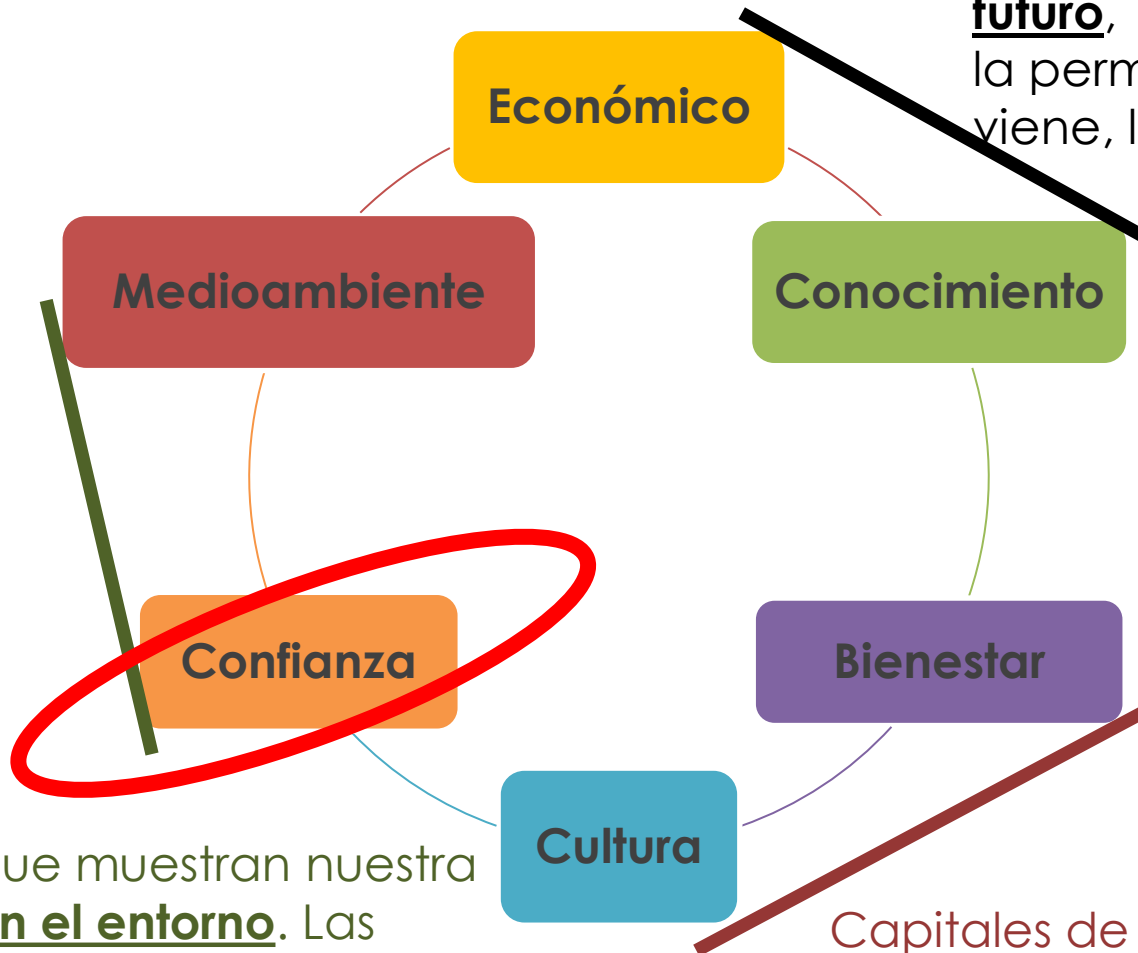 futuro,
la perm
viene, l
Económico
Medioambiente
Conocimiento
Confianza
Bienestar
Cultura
ue muestran nuestra
n el entorno. Las
Capitales de